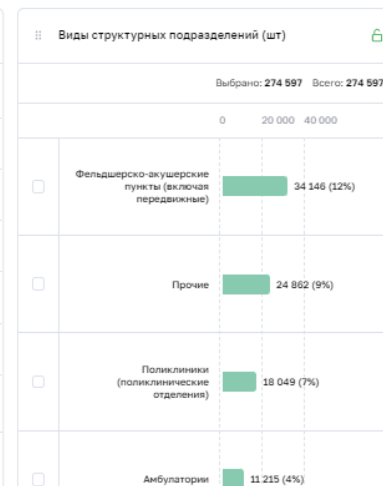 Виды структурных подразделений (шт)
Выбрано: 274 597 Всего: 274 597
0 20 000 40 000
Фельдшерско-акушерские
пункты (включая
передвижные)
34 146 (12%)
Прочие
24 862 (9%)
Поликлиники
(поликлинические
отделения)
18 049 (7%)
Амбулатории
11 215 (4%)